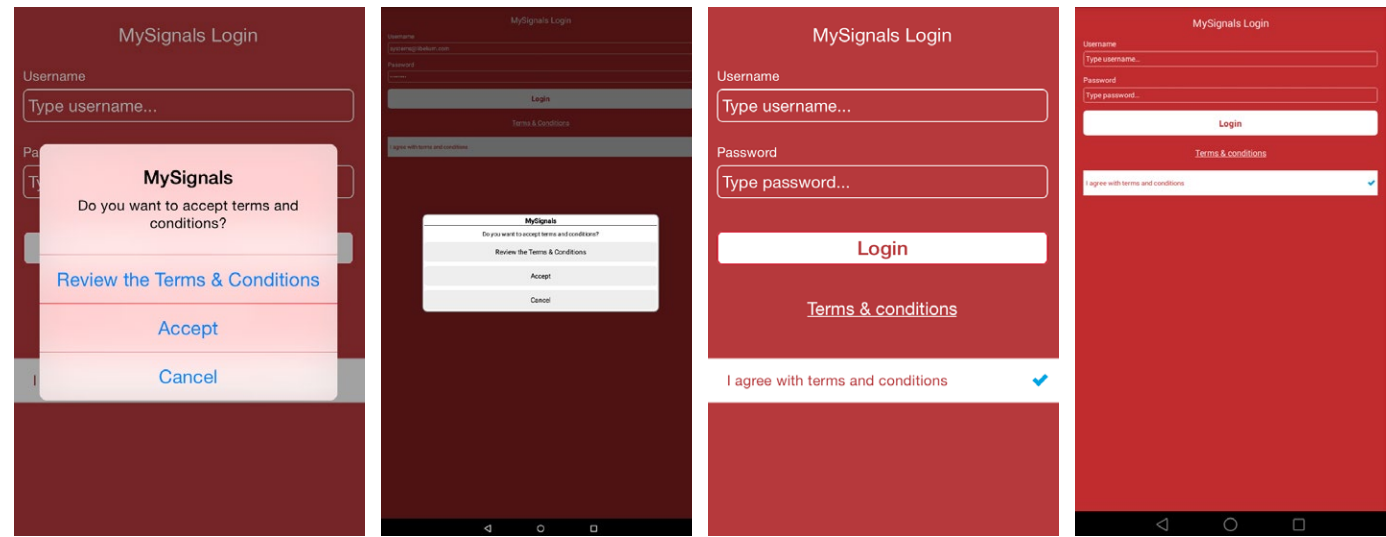 MySignals Login
Username
Type username...
Pa
Ty
MySignals
Do you want to accept terms and
conditions?
Review the Terms & Conditions
Accept
Cancel
I
MySignals Login
Username
Password
Login
Terms & Conditions
I agree with terms and conditions
MySignals
Do you want to accept terms and conditions?
Review the Terms & Conditions
Accept
Cancel
MySignals Login
Username
Type username...
Password
Type password...
Login
Terms & conditions
I agree with terms and conditions
MySignals Login
Username
Type username...
Password
Type password...
Login
Terms & conditions
I agree with terms and conditions